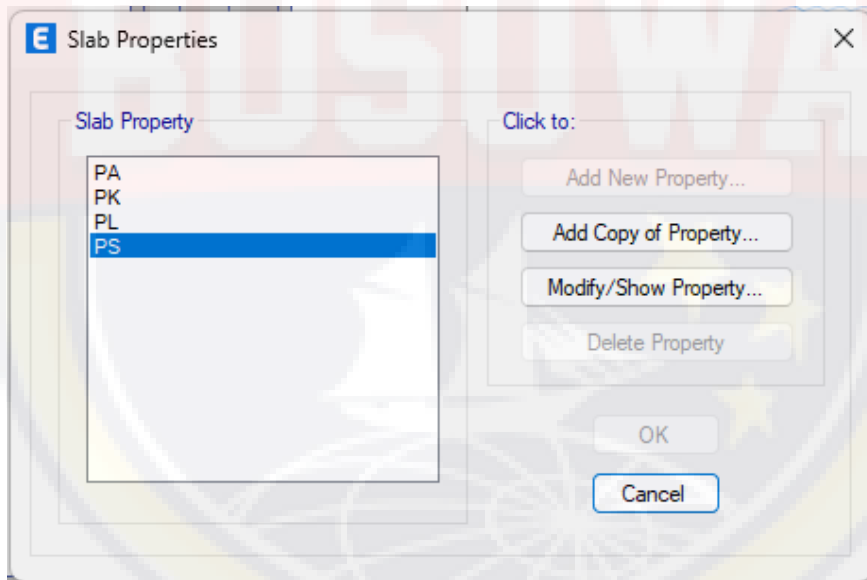 BOSOWA
E Slab Properties
Slab Property
PA
PK
PL
PS
Click to:
Add New Property...
Add Copy of Property...
Modify/Show Property...
Delete Property
OK
Cancel